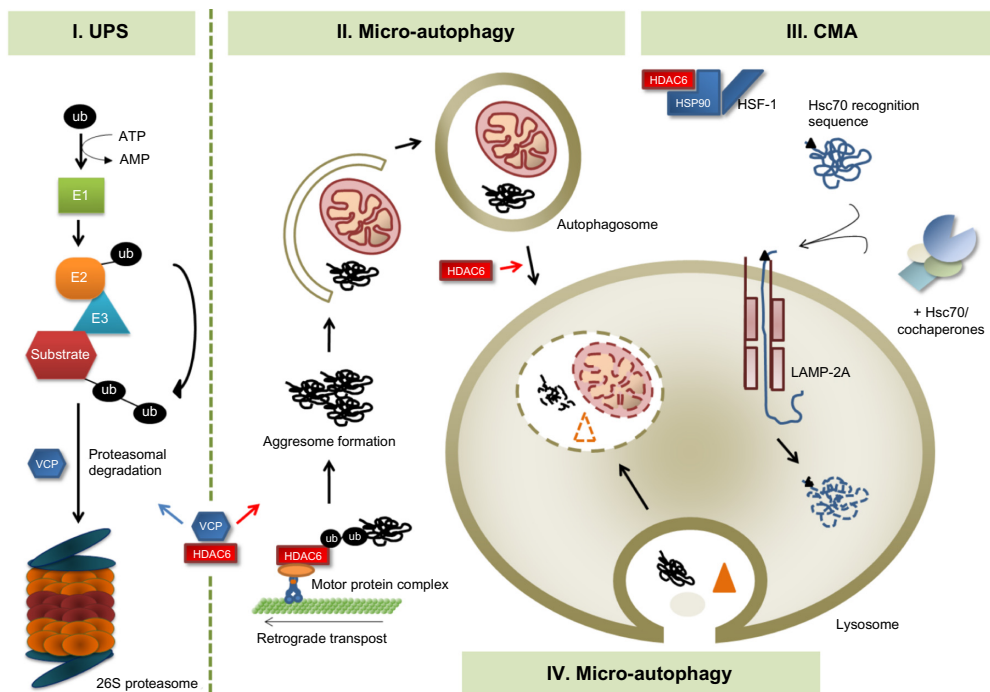 I. UPS
II. Micro-autophagy
III. CMA
ub
ATP
AMP
E1
ub
E2
E3
Substrate
ub
ub
VCP
Proteasomal
degradation
26S proteasome
VCP
HDAC6
Autophagosome
HDAC6
Aggresome formation
ub
ub
HDAC6
Motor protein complex
Retrograde transpost
HDAC6
HSP90
HSF-1
Hsc70 recognition
sequence
+ Hsc70/
cochaperones
LAMP-2A
Lysosome
IV. Micro-autophagy